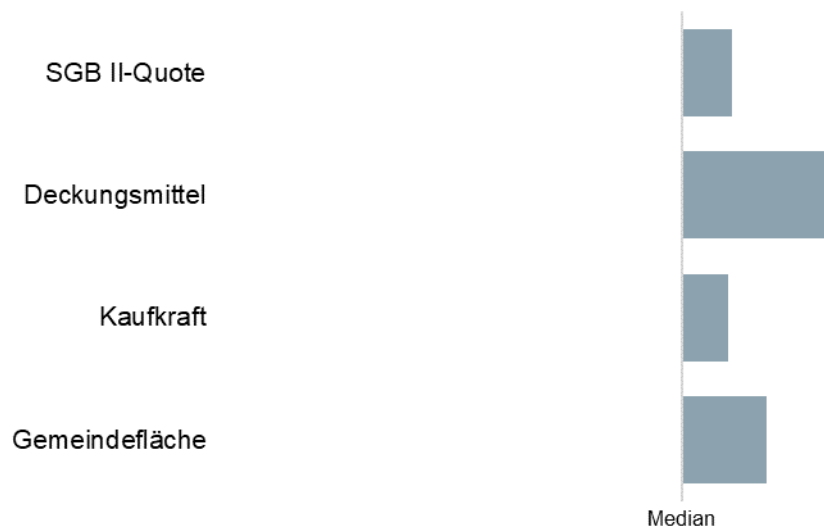 SGB II-Quote
Deckungsmittel
Kaufkraft
Gemeindefläche
Median